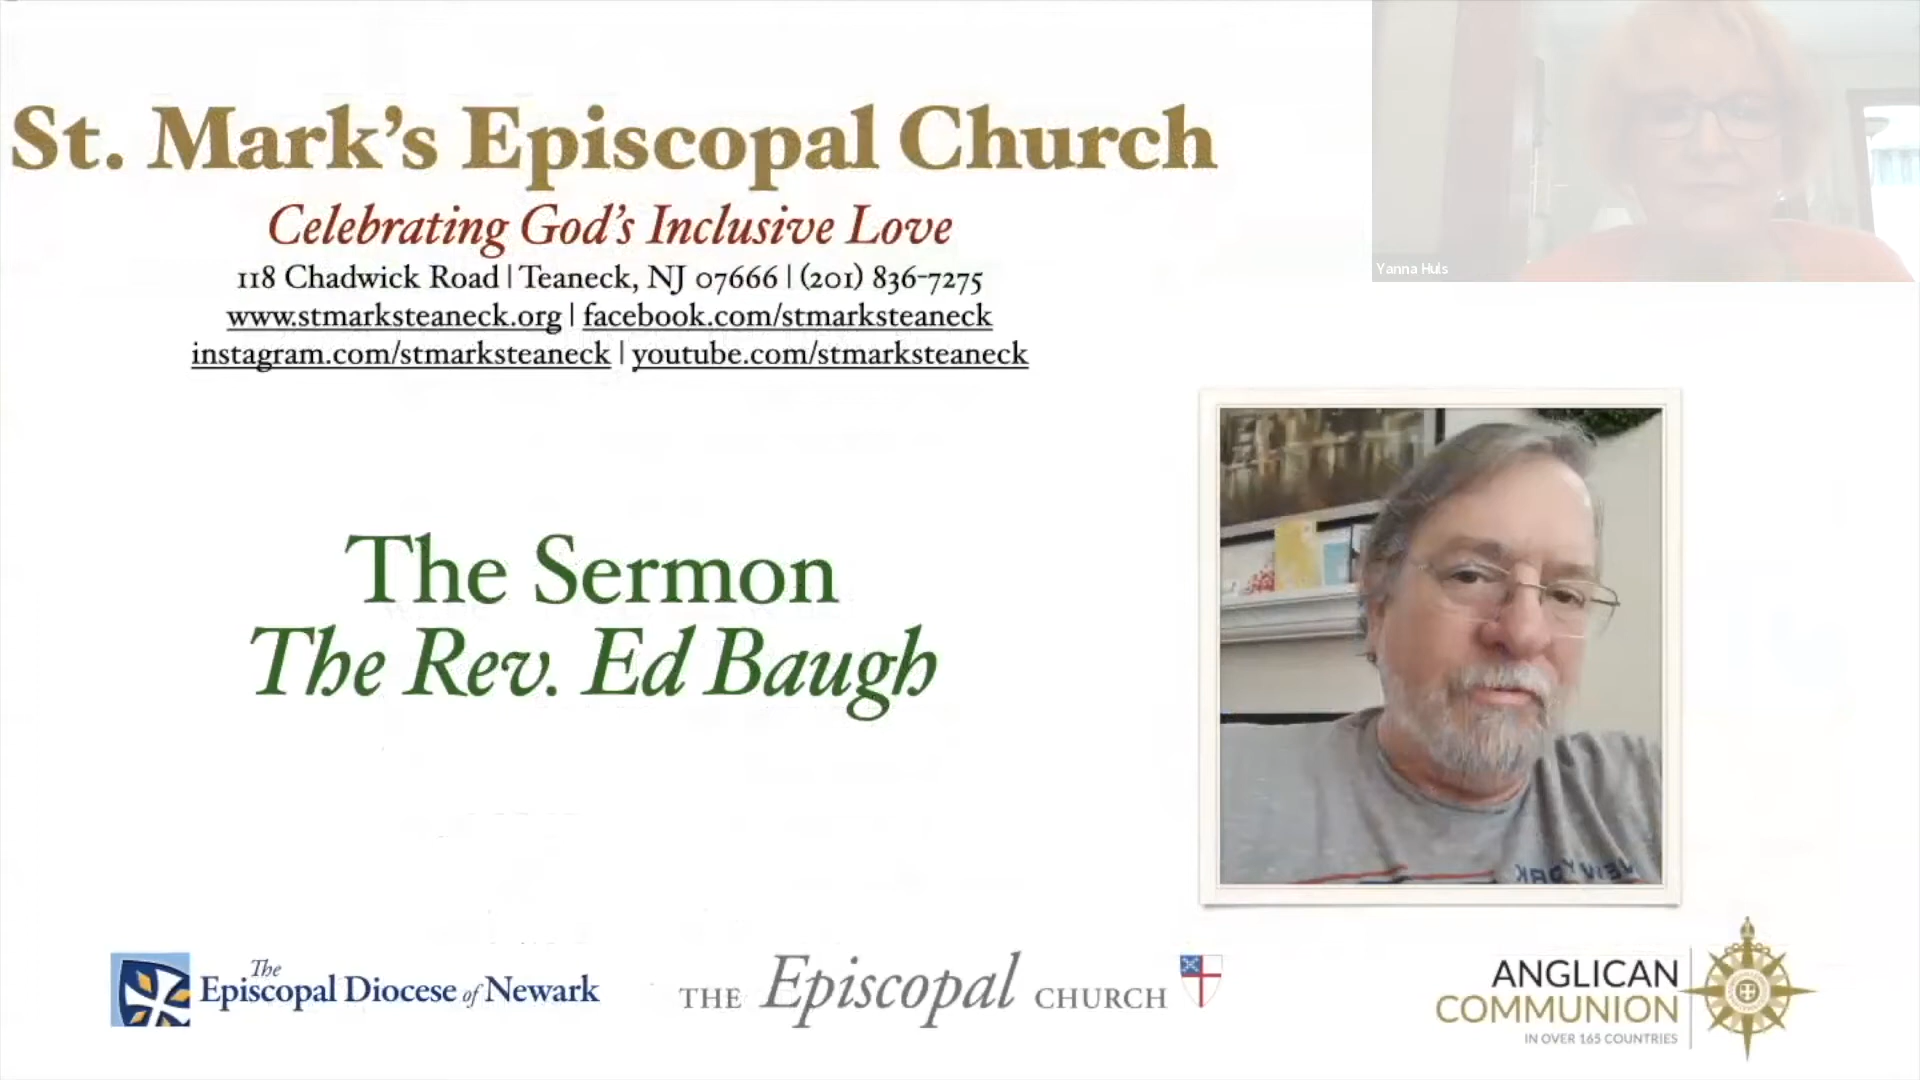 St. Mark's Episcopal Church
Celebrating God's Inclusive Love
118 Chadwick Road | Teaneck, NJ 07666 | (201) 836-7275
www.stmarksteaneck.org | facebook.com/stmarksteaneck
instagram.com/stmarksteaneck | youtube.com/stmarksteaneck
Yanna Huls
The Sermon
The Rev. Ed Baugh
NEW YORK
The
Episcopal Diocese of Newark
THE Episcopal CHURCH
ANGLICAN
COMMUNION
IN OVER 165 COUNTRIES